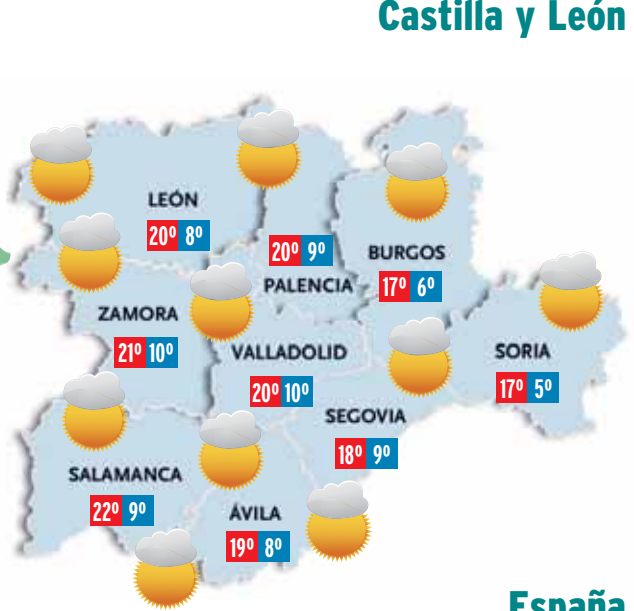 Castilla y León
LEÓN
20º 8º
20º 9º
PALENCIA
BURGOS
17º 6º
ZAMORA
21º 10º
VALLADOLID
20º 10º
SORIA
17º 5º
SEGOVIA
18º 9º
SALAMANCA
22º 9º
ÁVILA
19º 8º
España